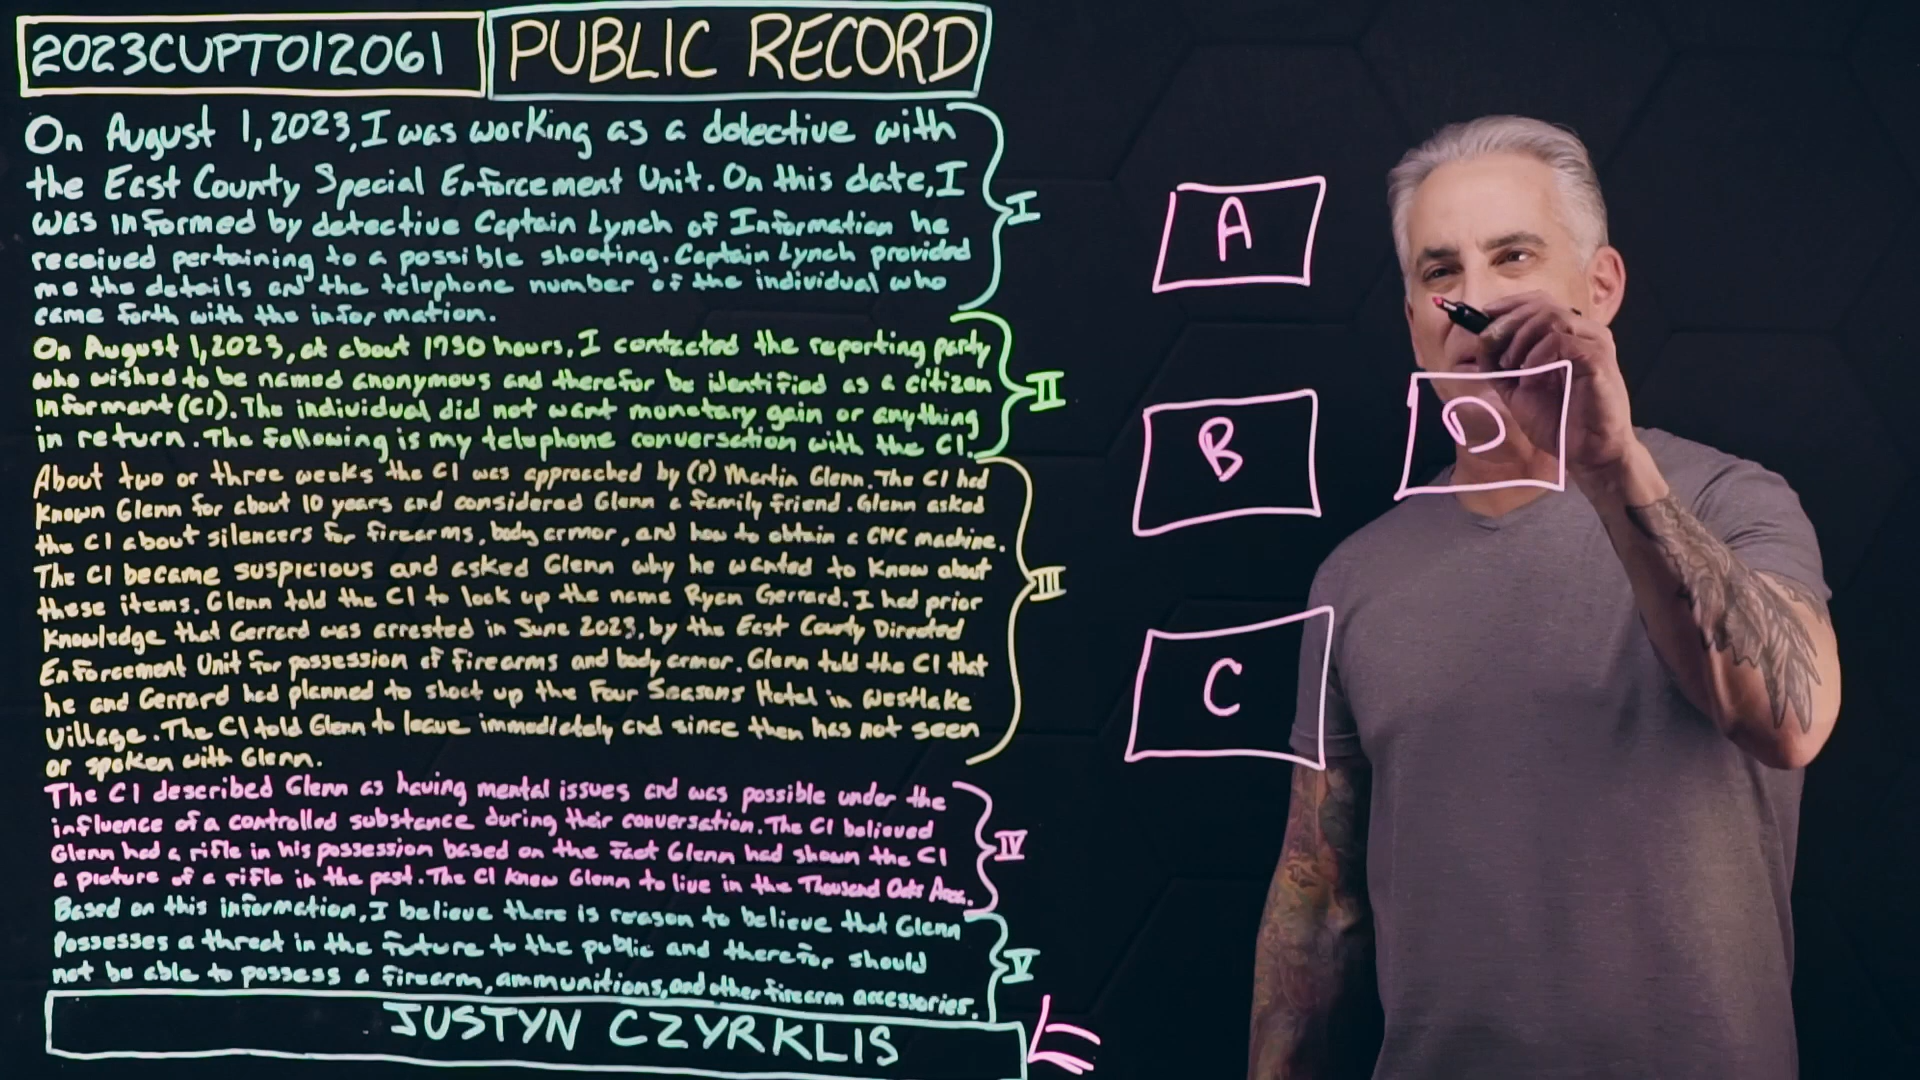 2023CUPTO12061
PUBLIC RECORD
On August 1, 2023, I was working as a detective with
the East County Special Enforcement Unit. On this date, I
was informed by detective Captain Lynch of Information he
received pertaining to a possible shooting. Captain Lynch provided
me the details and the telephone number of the individual who
came forth with the information.
I
On August 1, 2023, at about 1730 hours, I contacted the reporting party
who wished to be named anonymous and therefor be identified as a citizen
informant (CI). The individual did not want monetary gain or anything
in return. The following is my telephone conversation with the CI.
II
About two or three weeks the CI was approached by (P) Martin Glenn. The CI had
known Glenn for about 10 years and considered Glenn a family friend. Glenn asked
the CI about silencers for firearms, body armor, and how to obtain a CNC machine.
The CI became suspicious and asked Glenn why he wanted to know about
these items. Glenn told the CI to look up the name Ryan Gerrard. I had prior
knowledge that Gerrard was arrested in June 2023, by the East County Directed
Enforcement Unit for possession of firearms and body armor. Glenn told the CI that
he and Gerrard had planned to shoot up the Four Seasons Hotel in Westlake
Village. The CI told Glenn to leave immediately and since then has not seen
or spoken with Glenn.
III
The CI described Glenn as having mental issues and was possible under the
influence of a controlled substance during their conversation. The CI believed
Glenn had a rifle in his possession based on the fact Glenn had shown the CI
a picture of a rifle in the past. The CI knew Glenn to live in the Thousand Oaks Area.
IV
Based on this information, I believe there is reason to believe that Glenn
possesses a threat in the future to the public and therefor should
not be able to possess a firearm, ammunitions, and other firearm accessories.
V
JUSTYN CZYRKLIS
A
B
D
C